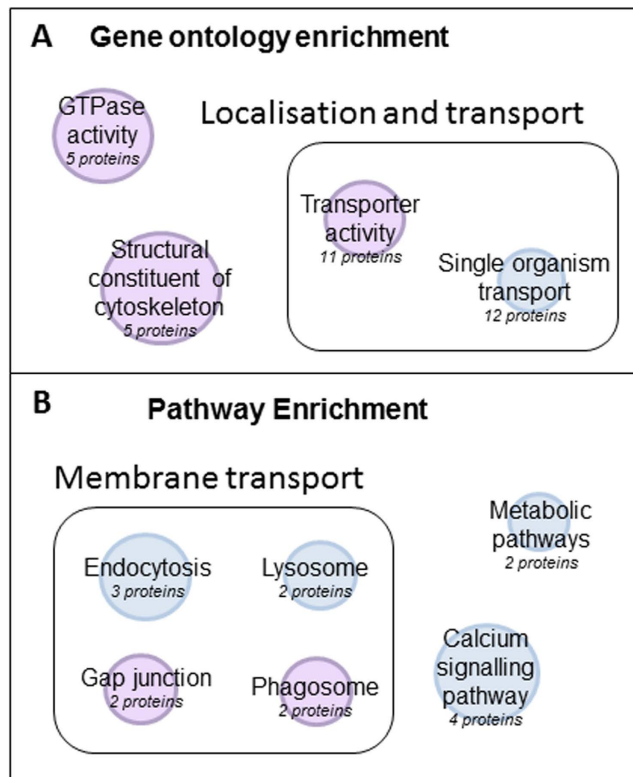 A Gene ontology enrichment
GTPase
activity
5 proteins
Localisation and transport
Transporter
activity
11 proteins
Structural
constituent of
cytoskeleton
5 proteins
Single organism
transport
12 proteins
B Pathway Enrichment
Membrane transport
Endocytosis
3 proteins
Lysosome
2 proteins
Gap junction
2 proteins
Phagosome
2 proteins
Metabolic
pathways
2 proteins
Calcium
signalling
pathway
4 proteins